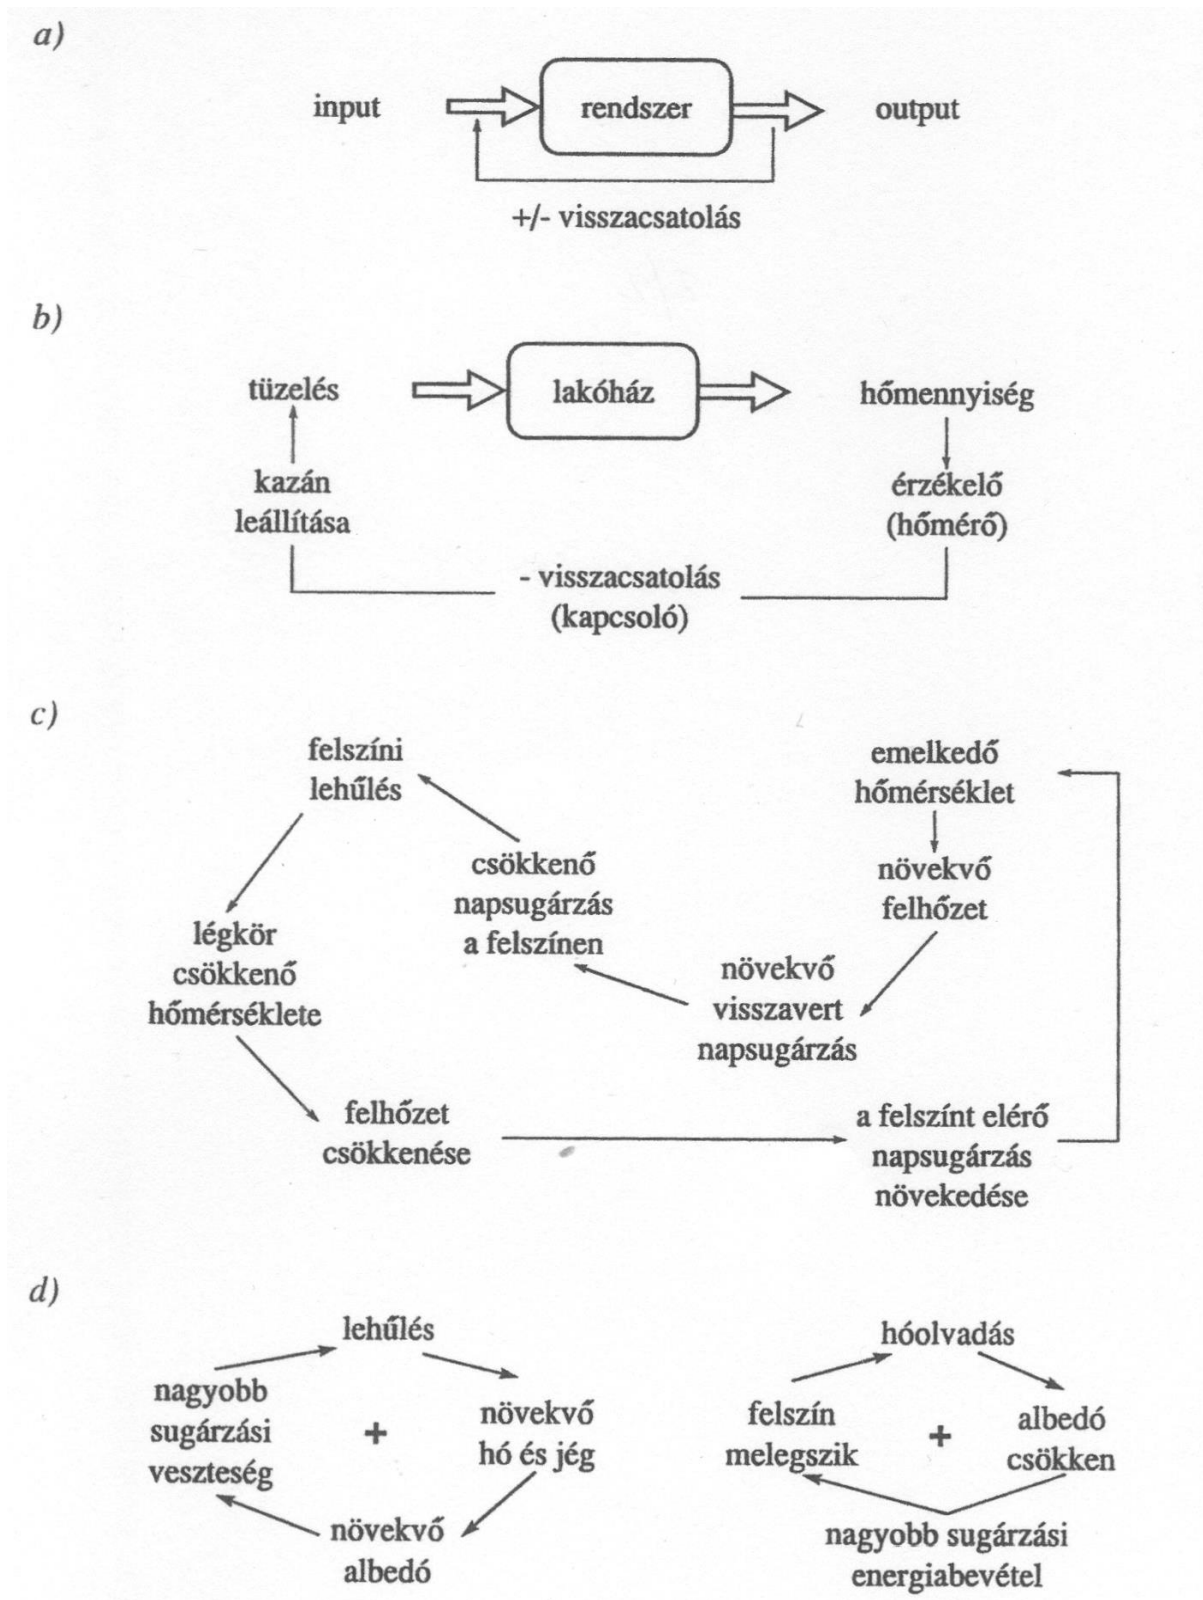 a)
input
rendszer
output
+/- visszacsatolás
b)
tüzelés
lakóház
hőmennyiség
kazán
leállítása
érzékelő
(hőmérő)
- visszacsatolás
(kapcsoló)
c)
felszíni
lehűlés
emelkedő
hőmérséklet
csökkenő
napsugárzás
a felszínen
növekvő
felhőzet
légkör
csökkenő
hőmérséklete
növekvő
visszavert
napsugárzás
felhőzet
csökkenése
a felszínt elérő
napsugárzás
növekedése
d)
lehűlés
nagyobb
sugárzási
veszteség
+
növekvő
hó és jég
növekvő
albedó
hóolvadás
felszín
melegszik
+
albedó
csökken
nagyobb sugárzási
energiabevétel